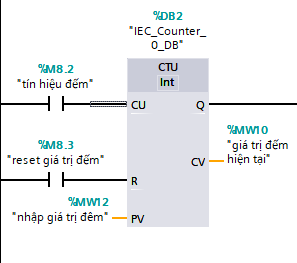 %DB2
"IEC_Counter_
0_DB"
%M8.2
"tín hiệu đếm"
CTU
Int
CU
Q
%M8.3
"reset giá trị đếm"
%MW10
"giá trị đếm
hiện tại"
CV
R
%MW12
"nhập giá trị đêm"
PV